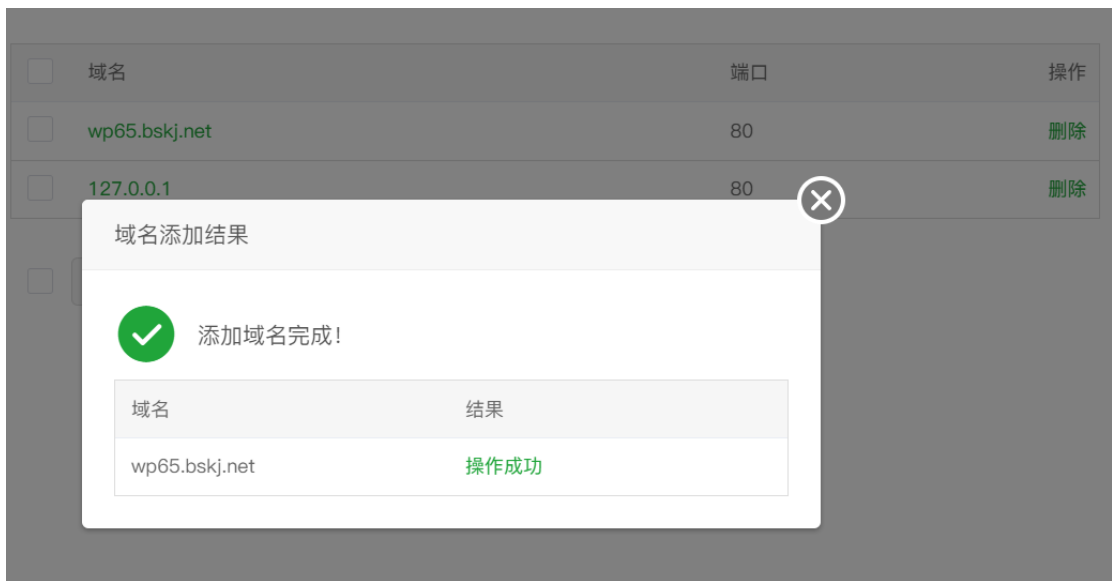 域名 端口 操作
wp65.bskj.net 80 删除
127.0.0.1 80 删除
域名添加结果
添加域名完成！
域名 结果
wp65.bskj.net 操作成功